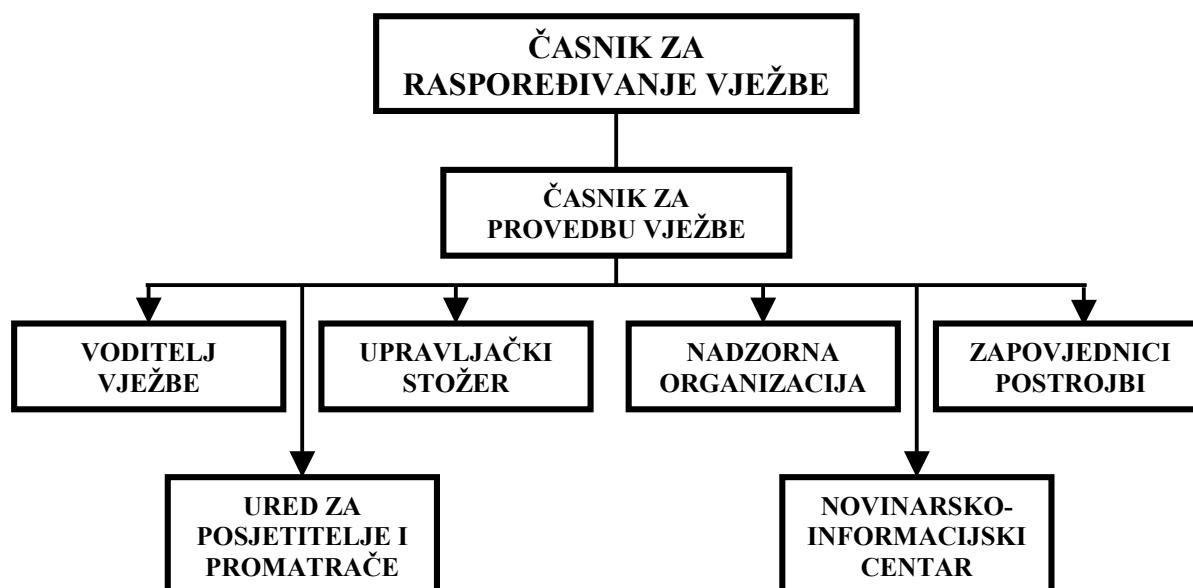 ČASNIK ZA
RASPOREĐIVANJE VJEŽBE
ČASNIK ZA
PROVEDBU VJEŽBE
VODITELJ
VJEŽBE
UPRAVLJAČKI
STOŽER
NADZORNA
ORGANIZACIJA
ZAPOVJEDNICI
POSTROJBI
URED ZA
POSJETITELJE I
PROMATRAČE
NOVINARSKO-
INFORMACIJSKI
CENTAR